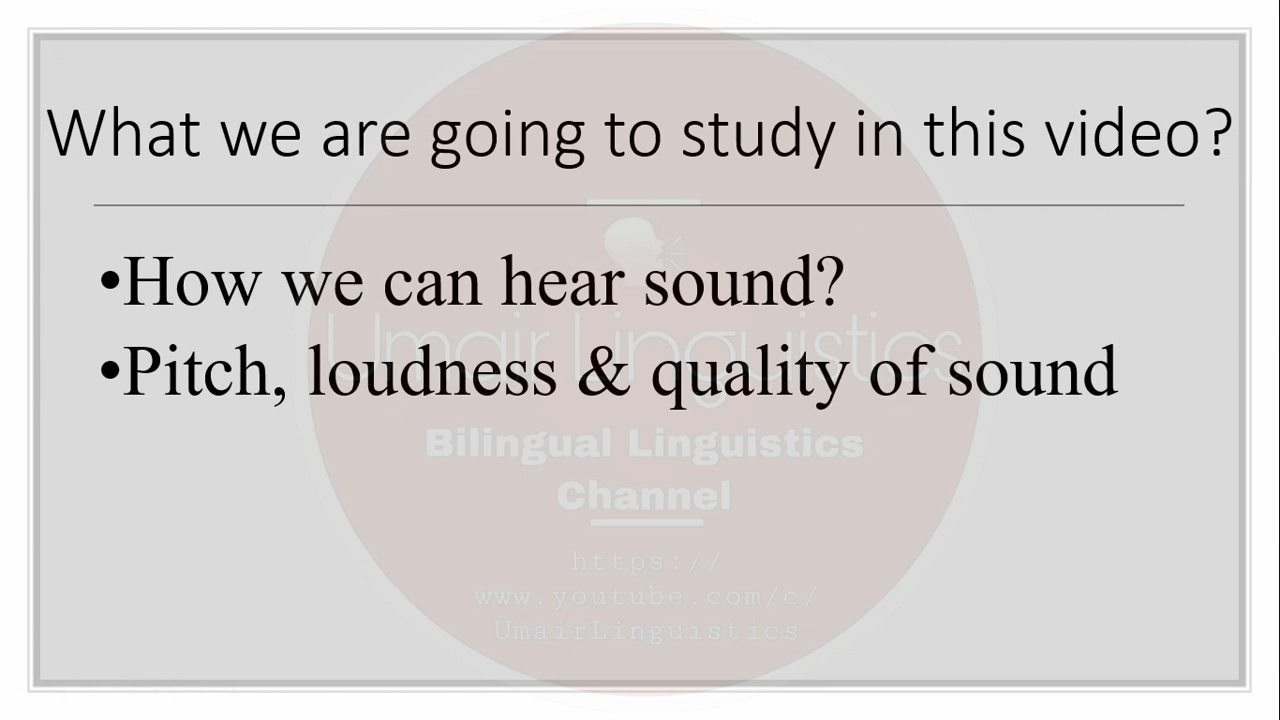 What we are going to study in this video?
•How we can hear sound?
•Pitch, loudness & quality of sound
Umair Linguistics
Bilingual Linguistics
Channel
https://
www.youtube.com/c/
UmairLinguistics